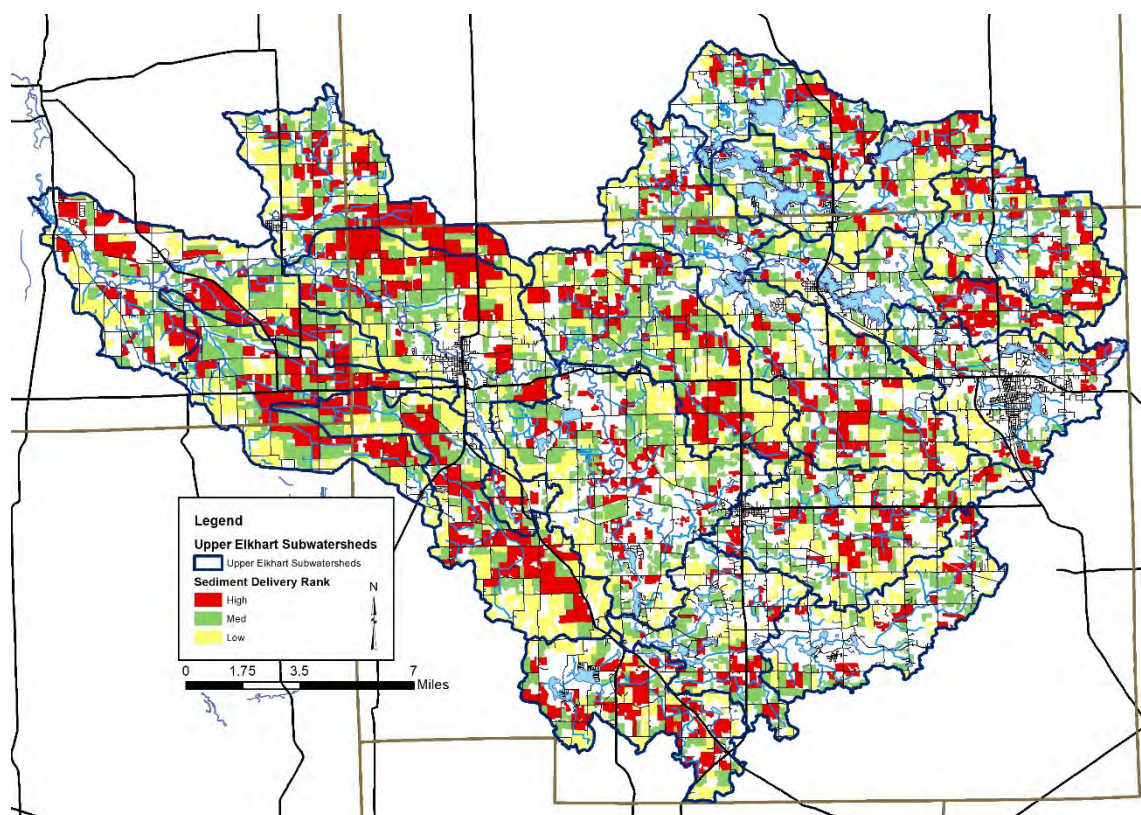 Legend
Upper Elkhart Subwatersheds
Upper Elkhart Subwatersheds
Sediment Delivery Rank
High
Med
Low
N
0 1.75 3.5 7
Miles